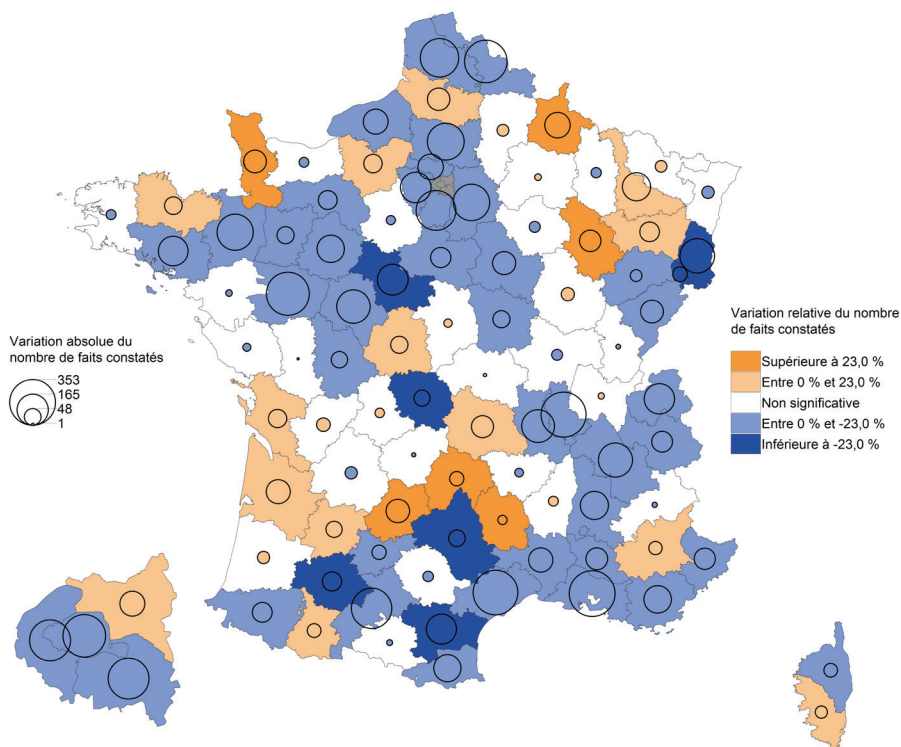 Variation absolue du
nombre de faits constatés
353
165
48
1
Variation relative du nombre
de faits constatés
Supérieure à 23,0 %
Entre 0 % et 23,0 %
Non significative
Entre 0 % et -23,0 %
Inférieure à -23,0 %